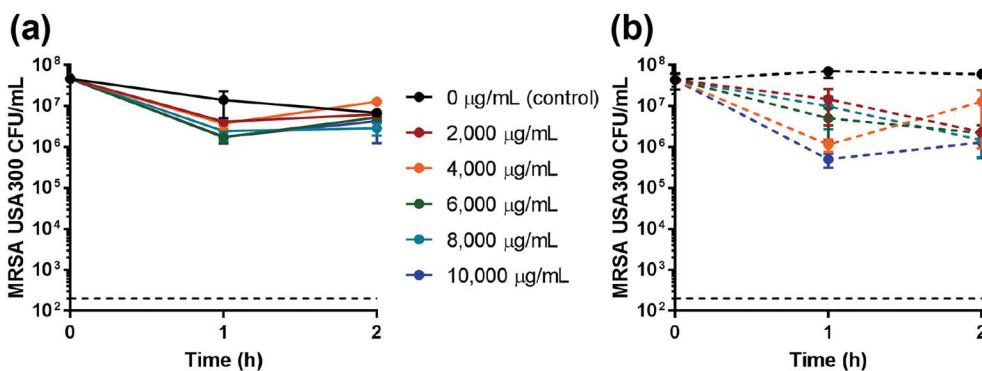 (a)
MRSA USA300 CFU/mL
10⁸
10⁷
10⁶
10⁵
10⁴
10³
10²
0
1
2
Time (h)
0 μg/mL (control)
2,000 μg/mL
4,000 μg/mL
6,000 μg/mL
8,000 μg/mL
10,000 μg/mL
(b)
MRSA USA300 CFU/mL
10⁸
10⁷
10⁶
10⁵
10⁴
10³
10²
0
1
2
Time (h)